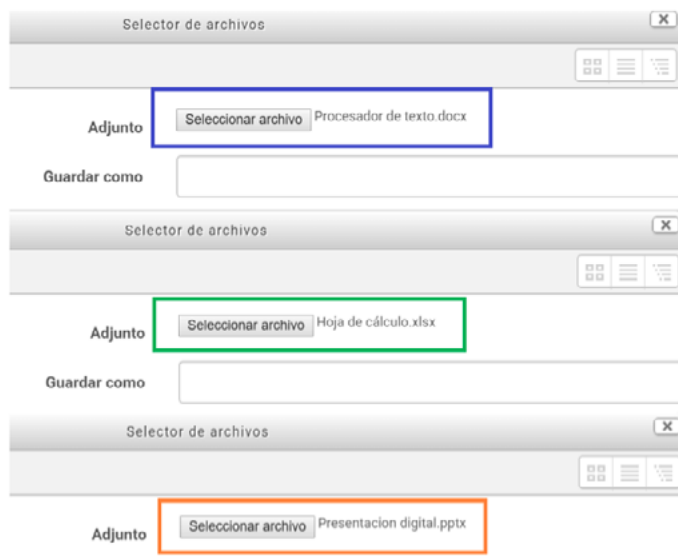 Selector de archivos
Adjunto Seleccionar archivo Procesador de texto.docx
Guardar como
Selector de archivos
Adjunto Seleccionar archivo Hoja de cálculo.xlsx
Guardar como
Selector de archivos
Adjunto Seleccionar archivo Presentacion digital.pptx